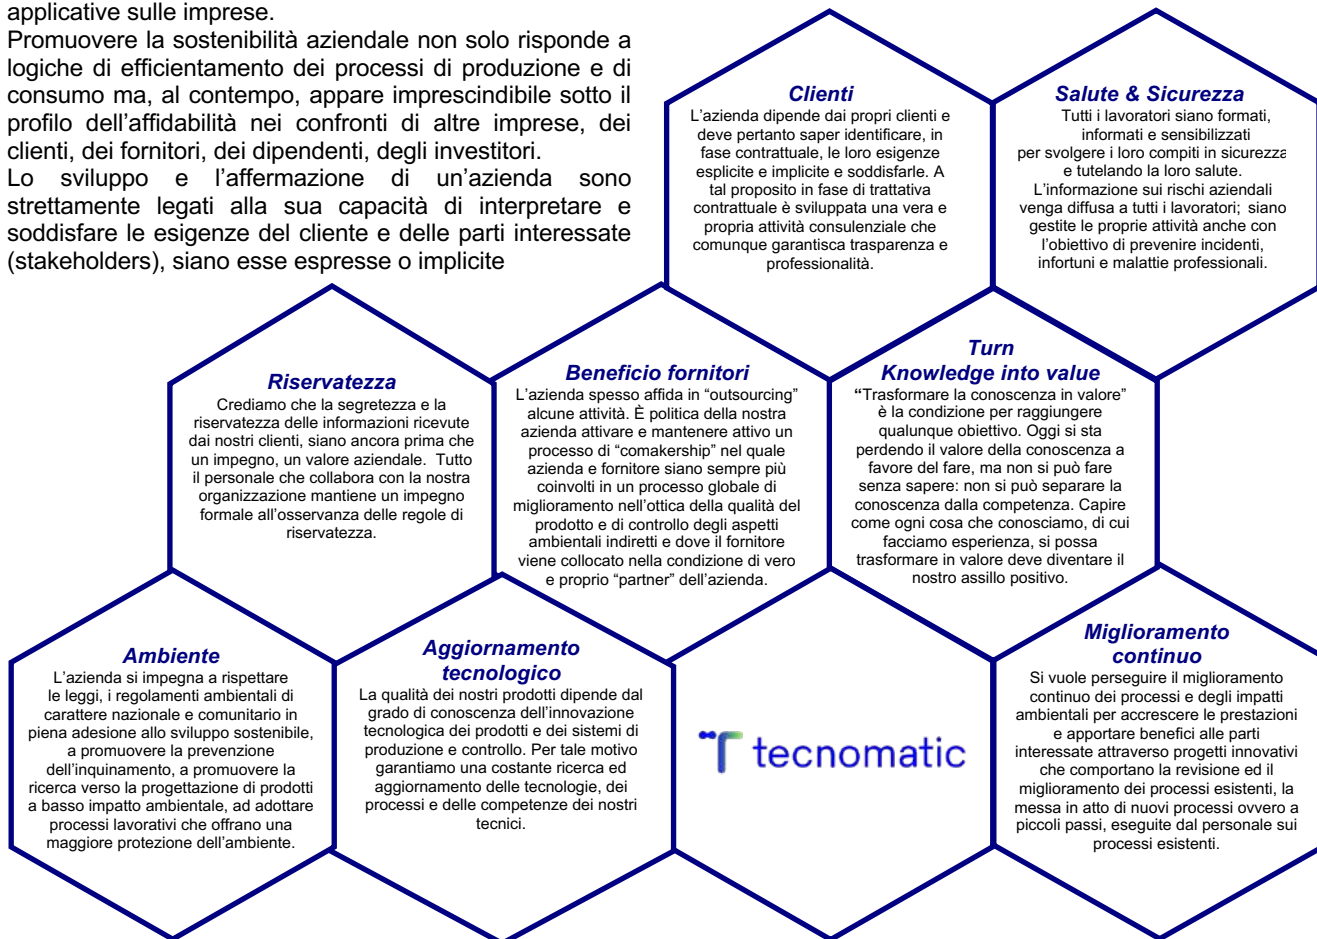 applicative sulle imprese.
Promuovere la sostenibilità aziendale non solo risponde a
logiche di efficientamento dei processi di produzione e di
consumo ma, al contempo, appare imprescindibile sotto il
profilo dell’affidabilità nei confronti di altre imprese, dei
clienti, dei fornitori, dei dipendenti, degli investitori.
Lo sviluppo e l’affermazione di un’azienda sono
strettamente legati alla sua capacità di interpretare e
soddisfare le esigenze del cliente e delle parti interessate
(stakeholders), siano esse espresse o implicite
Clienti
L’azienda dipende dai propri clienti e
deve pertanto saper identificare, in
fase contrattuale, le loro esigenze
esplicite e implicite e soddisfarle. A
tal proposito in fase di trattativa
contrattuale è sviluppata una vera e
propria attività consulenziale che
comunque garantisca trasparenza e
professionalità.
Salute & Sicurezza
Tutti i lavoratori siano formati,
informati e sensibilizzati
per svolgere i loro compiti in sicurezza
e tutelando la loro salute.
L’informazione sui rischi aziendali
venga diffusa a tutti i lavoratori; siano
gestite le proprie attività anche con
l’obiettivo di prevenire incidenti,
infortuni e malattie professionali.
Riservatezza
Crediamo che la segretezza e la
riservatezza delle informazioni ricevute
dai nostri clienti, siano ancora prima che
un impegno, un valore aziendale. Tutto
il personale che collabora con la nostra
organizzazione mantiene un impegno
formale all’osservanza delle regole di
riservatezza.
Beneficio fornitori
L’azienda spesso affida in “outsourcing”
alcune attività. È politica della nostra
azienda attivare e mantenere attivo un
processo di “comakership” nel quale
azienda e fornitore siano sempre più
coinvolti in un processo globale di
miglioramento nell’ottica della qualità del
prodotto e di controllo degli aspetti
ambientali indiretti e dove il fornitore
viene collocato nella condizione di vero
e proprio “partner” dell’azienda.
Turn
Knowledge into value
“Trasformare la conoscenza in valore”
è la condizione per raggiungere
qualunque obiettivo. Oggi si sta
perdendo il valore della conoscenza a
favore del fare, ma non si può fare
senza sapere: non si può separare la
conoscenza dalla competenza. Capire
come ogni cosa che conosciamo, di cui
facciamo esperienza, si possa
trasformare in valore deve diventare il
nostro assillo positivo.
Ambiente
L’azienda si impegna a rispettare
le leggi, i regolamenti ambientali di
carattere nazionale e comunitario in
piena adesione allo sviluppo sostenibile,
a promuovere la prevenzione
dell’inquinamento, a promuovere la
ricerca verso la progettazione di prodotti
a basso impatto ambientale, ad adottare
processi lavorativi che offrano una
maggiore protezione dell’ambiente.
Aggiornamento
tecnologico
La qualità dei nostri prodotti dipende dal
grado di conoscenza dell’innovazione
tecnologica dei prodotti e dei sistemi di
produzione e controllo. Per tale motivo
garantiamo una costante ricerca ed
aggiornamento delle tecnologie, dei
processi e delle competenze dei nostri
tecnici.
tecnomatic
Miglioramento
continuo
Si vuole perseguire il miglioramento
continuo dei processi e degli impatti
ambientali per accrescere le prestazioni
e apportare benefici alle parti
interessate attraverso progetti innovativi
che comportano la revisione ed il
miglioramento dei processi esistenti, la
messa in atto di nuovi processi ovvero a
piccoli passi, eseguite dal personale sui
processi esistenti.